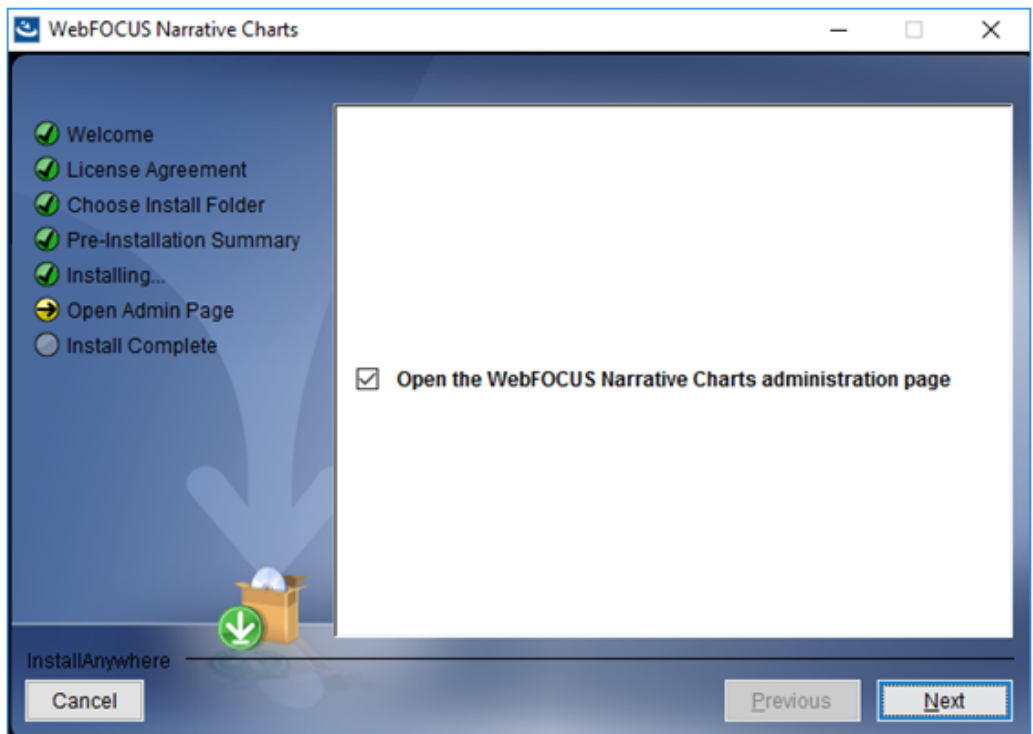 WebFOCUS Narrative Charts
Welcome
License Agreement
Choose Install Folder
Pre-Installation Summary
Installing...
Open Admin Page
Install Complete
Open the WebFOCUS Narrative Charts administration page
InstallAnywhere
Cancel
Previous
Next